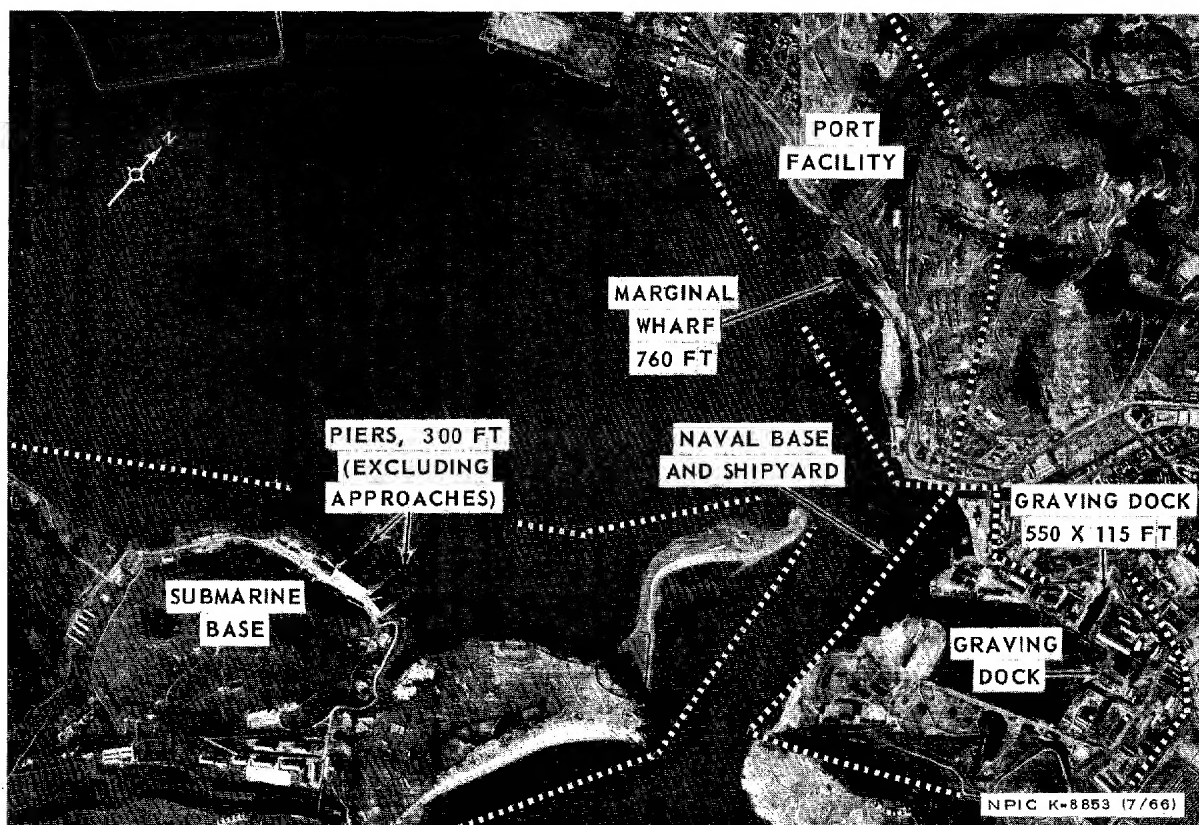 N
PORT
FACILITY
MARGINAL
WHARF
760 FT
PIERS, 300 FT
(EXCLUDING
APPROACHES)
NAVAL BASE
AND SHIPYARD
GRAVING DOCK
550 X 115 FT
SUBMARINE
BASE
GRAVING
DOCK
NPIC K-8853 (7/66)